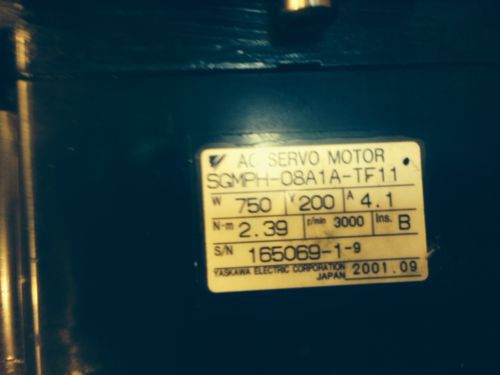 AC SERVO MOTOR
SGMPH-08A1A-TF11
W 750 V 200 A 4.1
N-m 2.39 r/min 3000 Ins. B
S/N 165069-1-9
YASKAWA ELECTRIC CORPORATION 2001.09
JAPAN